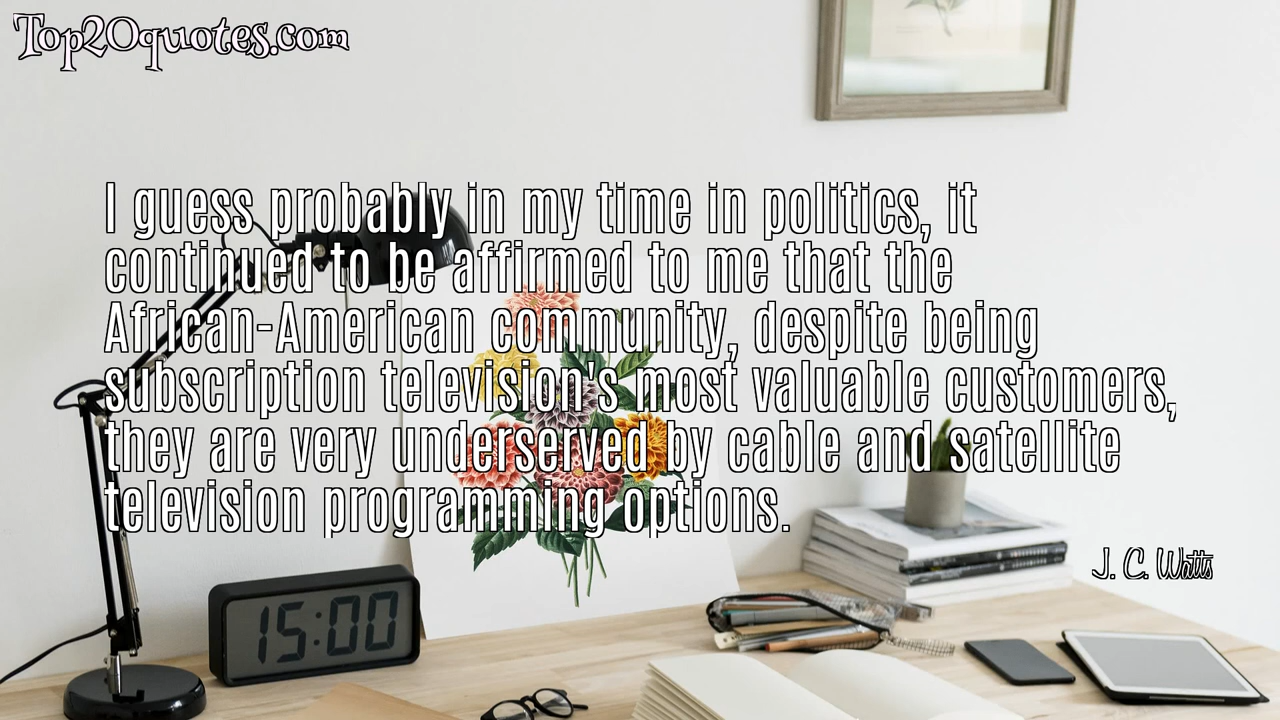 Top20quotes.com
I guess probably in my time in politics, it
continued to be affirmed to me that the
African-American community, despite being
subscription television's most valuable customers,
they are very underserved by cable and satellite
television programming options.
J. C. Watts
15:00